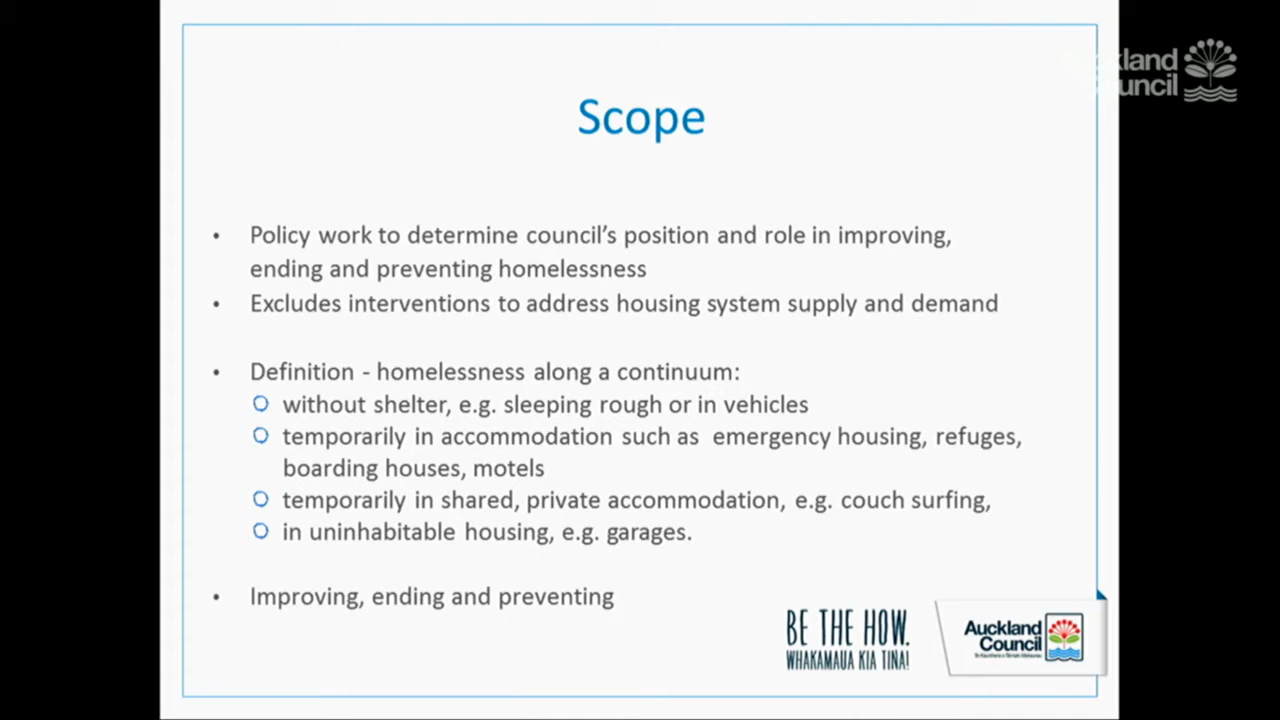 Auckland
Council
Scope
• Policy work to determine council's position and role in improving,
ending and preventing homelessness
• Excludes interventions to address housing system supply and demand
• Definition - homelessness along a continuum:
o without shelter, e.g. sleeping rough or in vehicles
o temporarily in accommodation such as emergency housing, refuges,
boarding houses, motels
o temporarily in shared, private accommodation, e.g. couch surfing,
o in uninhabitable housing, e.g. garages.
• Improving, ending and preventing
BE THE HOW.
WHAKAMAUA KIA TINA!
Auckland
Council